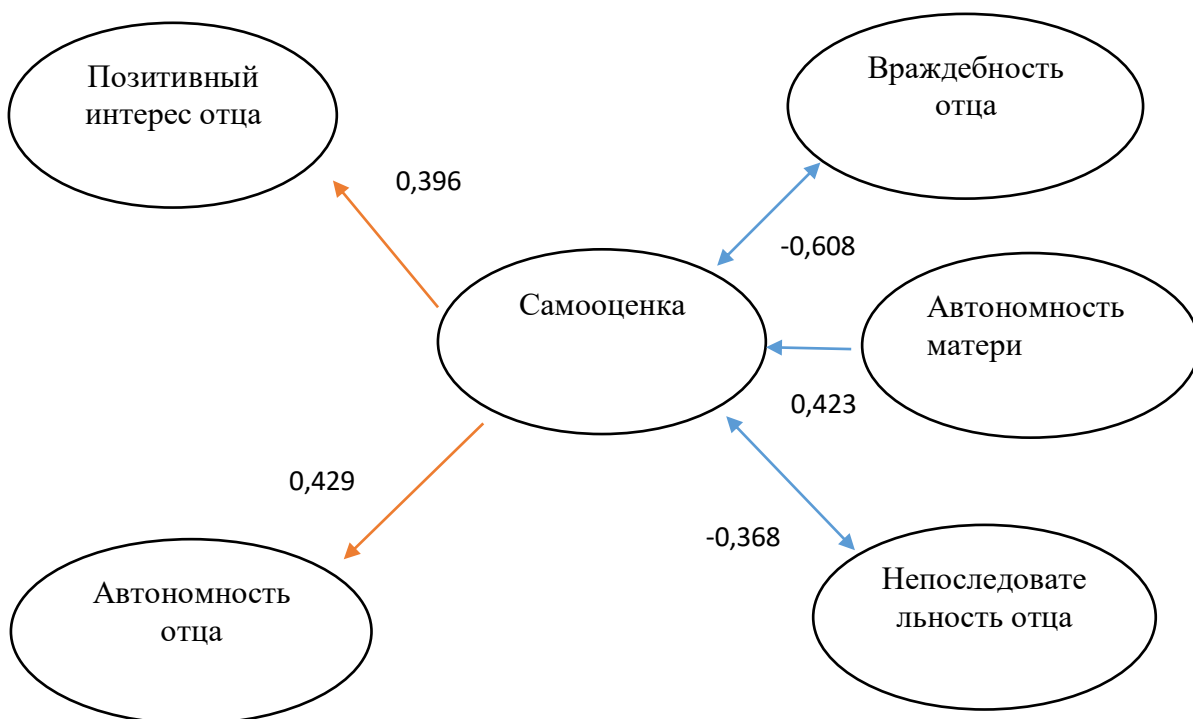 Позитивный
интерес отца
Враждебность
отца
0,396
-0,608
Самооценка
Автономность
матери
0,423
0,429
-0,368
Автономность
отца
Непоследовате
льность отца